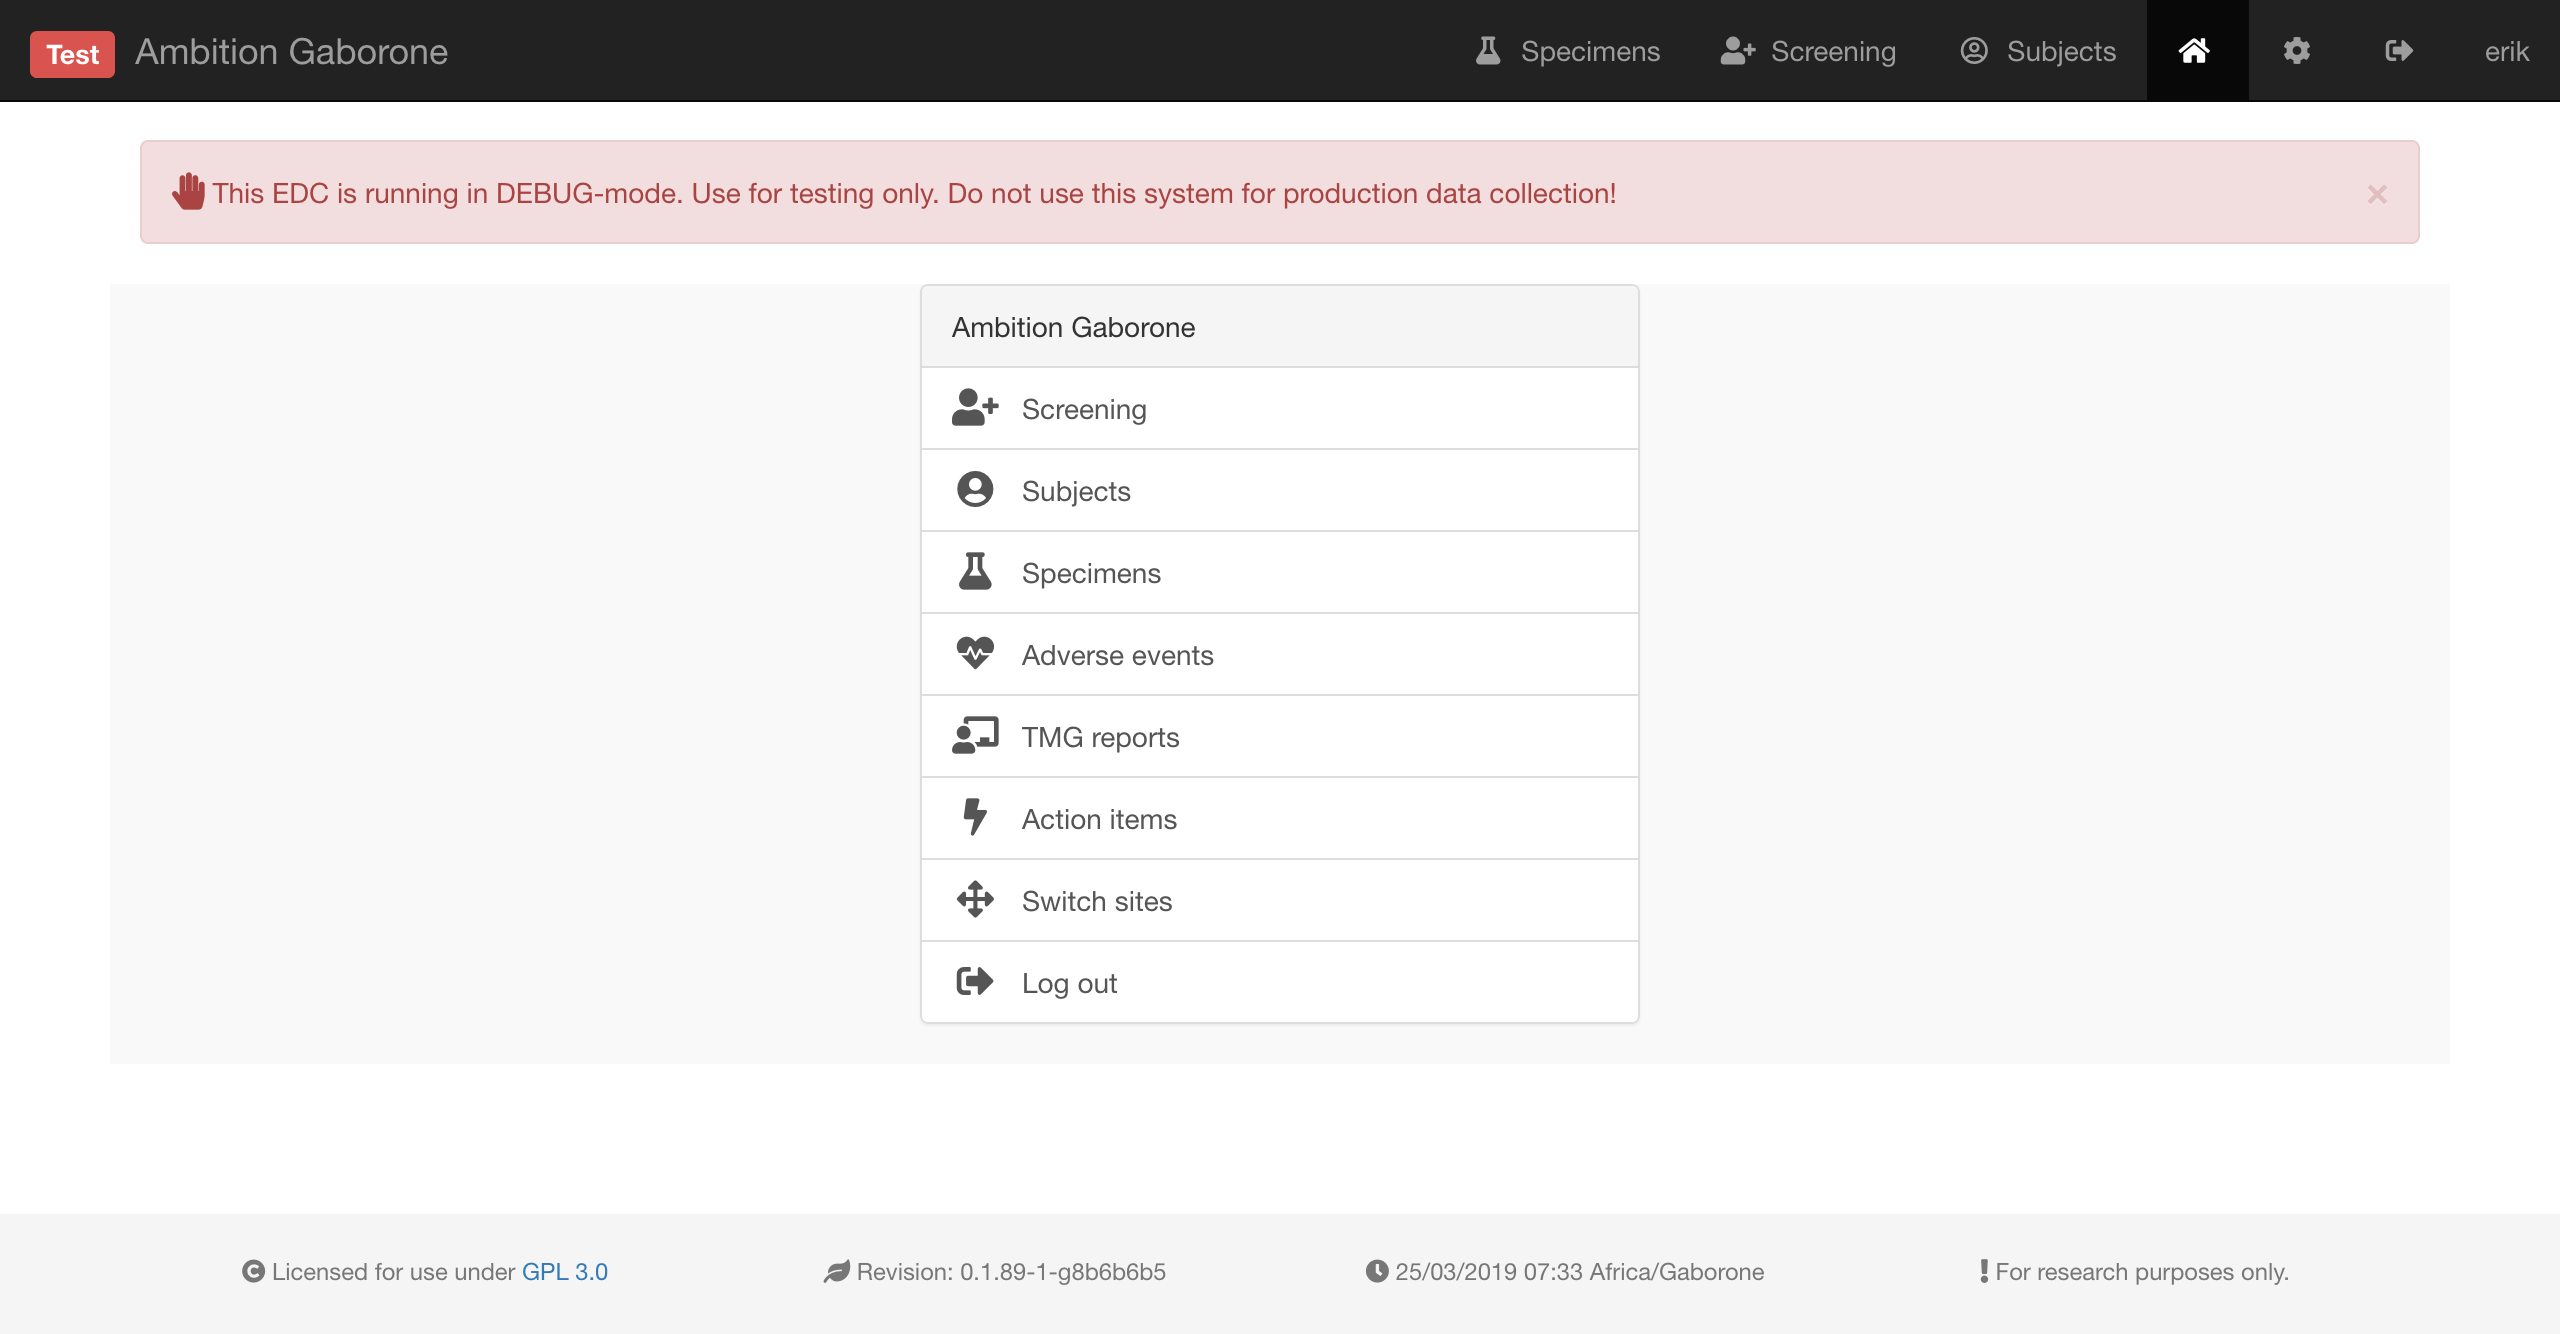 Test Ambition Gaborone Specimens Screening Subjects erik
This EDC is running in DEBUG-mode. Use for testing only. Do not use this system for production data collection! ×
Ambition Gaborone
Screening
Subjects
Specimens
Adverse events
TMG reports
Action items
Switch sites
Log out
Licensed for use under GPL 3.0 Revision: 0.1.89-1-g8b6b6b5 25/03/2019 07:33 Africa/Gaborone For research purposes only.